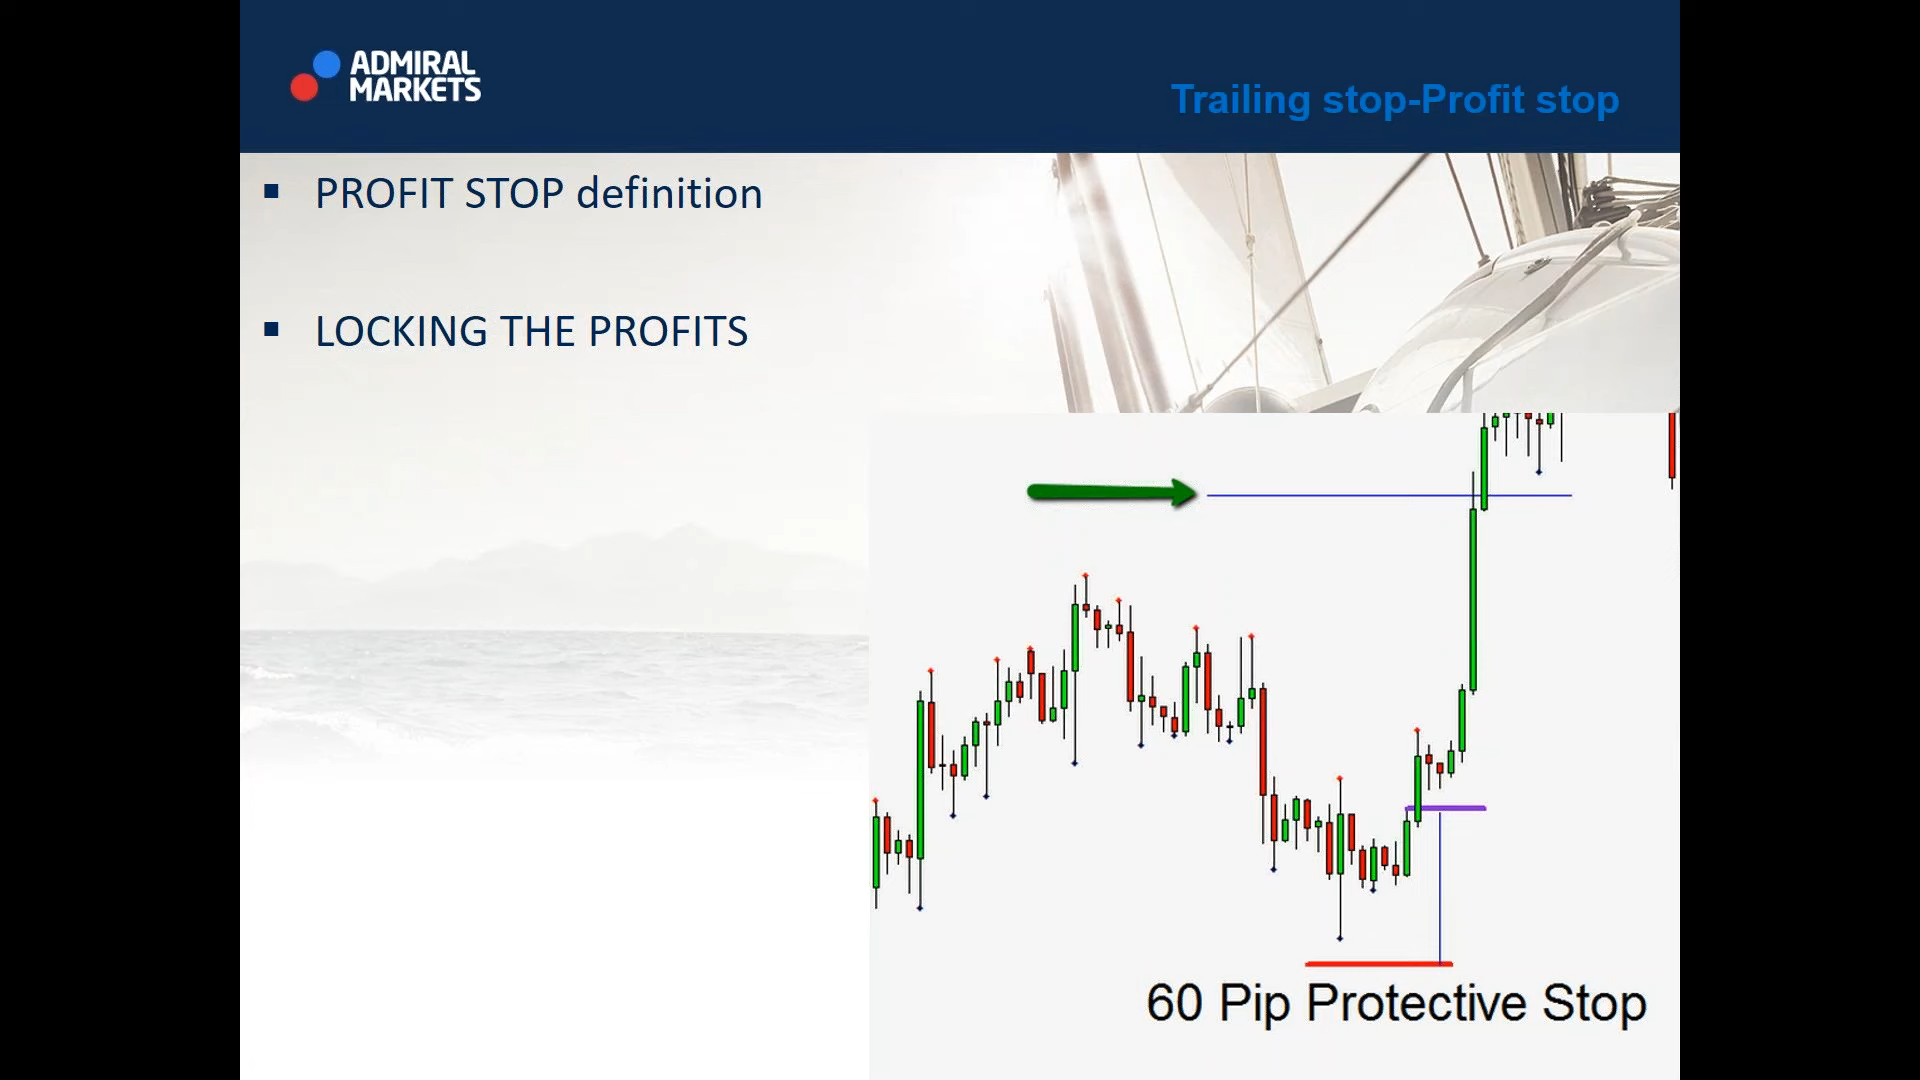 ADMIRAL
MARKETS
Trailing stop-Profit stop
PROFIT STOP definition
LOCKING THE PROFITS
60 Pip Protective Stop